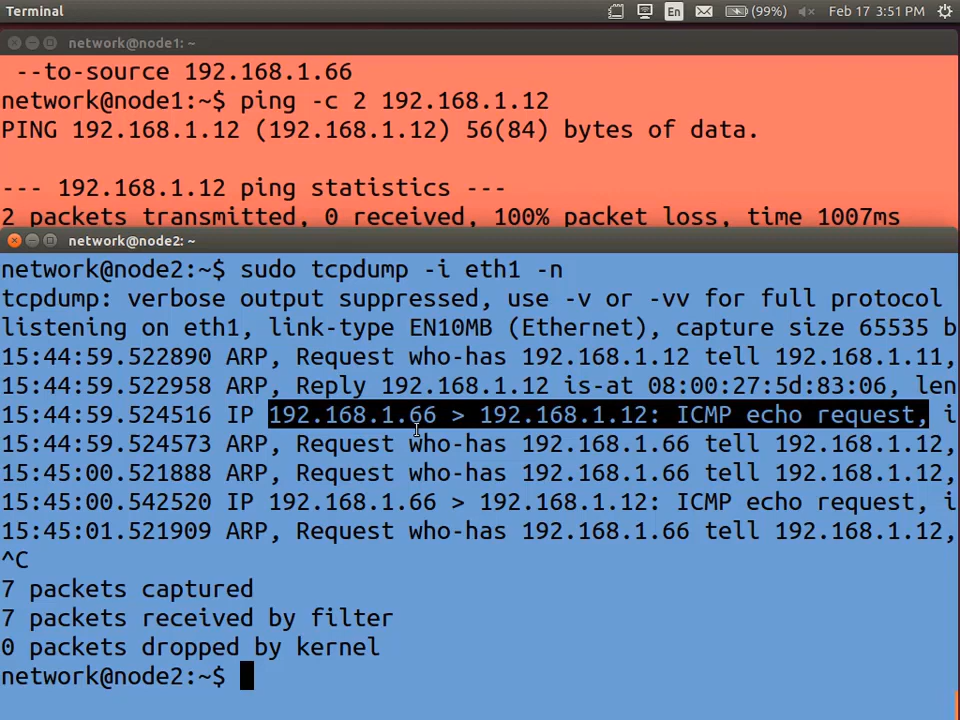 Terminal
En
(99%)
Feb 17 3:51 PM
network@node1: ~
--to-source 192.168.1.66
network@node1:~$ ping -c 2 192.168.1.12
PING 192.168.1.12 (192.168.1.12) 56(84) bytes of data.
--- 192.168.1.12 ping statistics ---
2 packets transmitted, 0 received, 100% packet loss, time 1007ms
network@node2: ~
network@node2:~$ sudo tcpdump -i eth1 -n
tcpdump: verbose output suppressed, use -v or -vv for full protocol
listening on eth1, link-type EN10MB (Ethernet), capture size 65535 b
15:44:59.522890 ARP, Request who-has 192.168.1.12 tell 192.168.1.11,
15:44:59.522958 ARP, Reply 192.168.1.12 is-at 08:00:27:5d:83:06, len
15:44:59.524516 IP 192.168.1.66 > 192.168.1.12: ICMP echo request, i
15:44:59.524573 ARP, Request who-has 192.168.1.66 tell 192.168.1.12,
15:45:00.521888 ARP, Request who-has 192.168.1.66 tell 192.168.1.12,
15:45:00.542520 IP 192.168.1.66 > 192.168.1.12: ICMP echo request, i
15:45:01.521909 ARP, Request who-has 192.168.1.66 tell 192.168.1.12,
^C
7 packets captured
7 packets received by filter
0 packets dropped by kernel
network@node2:~$